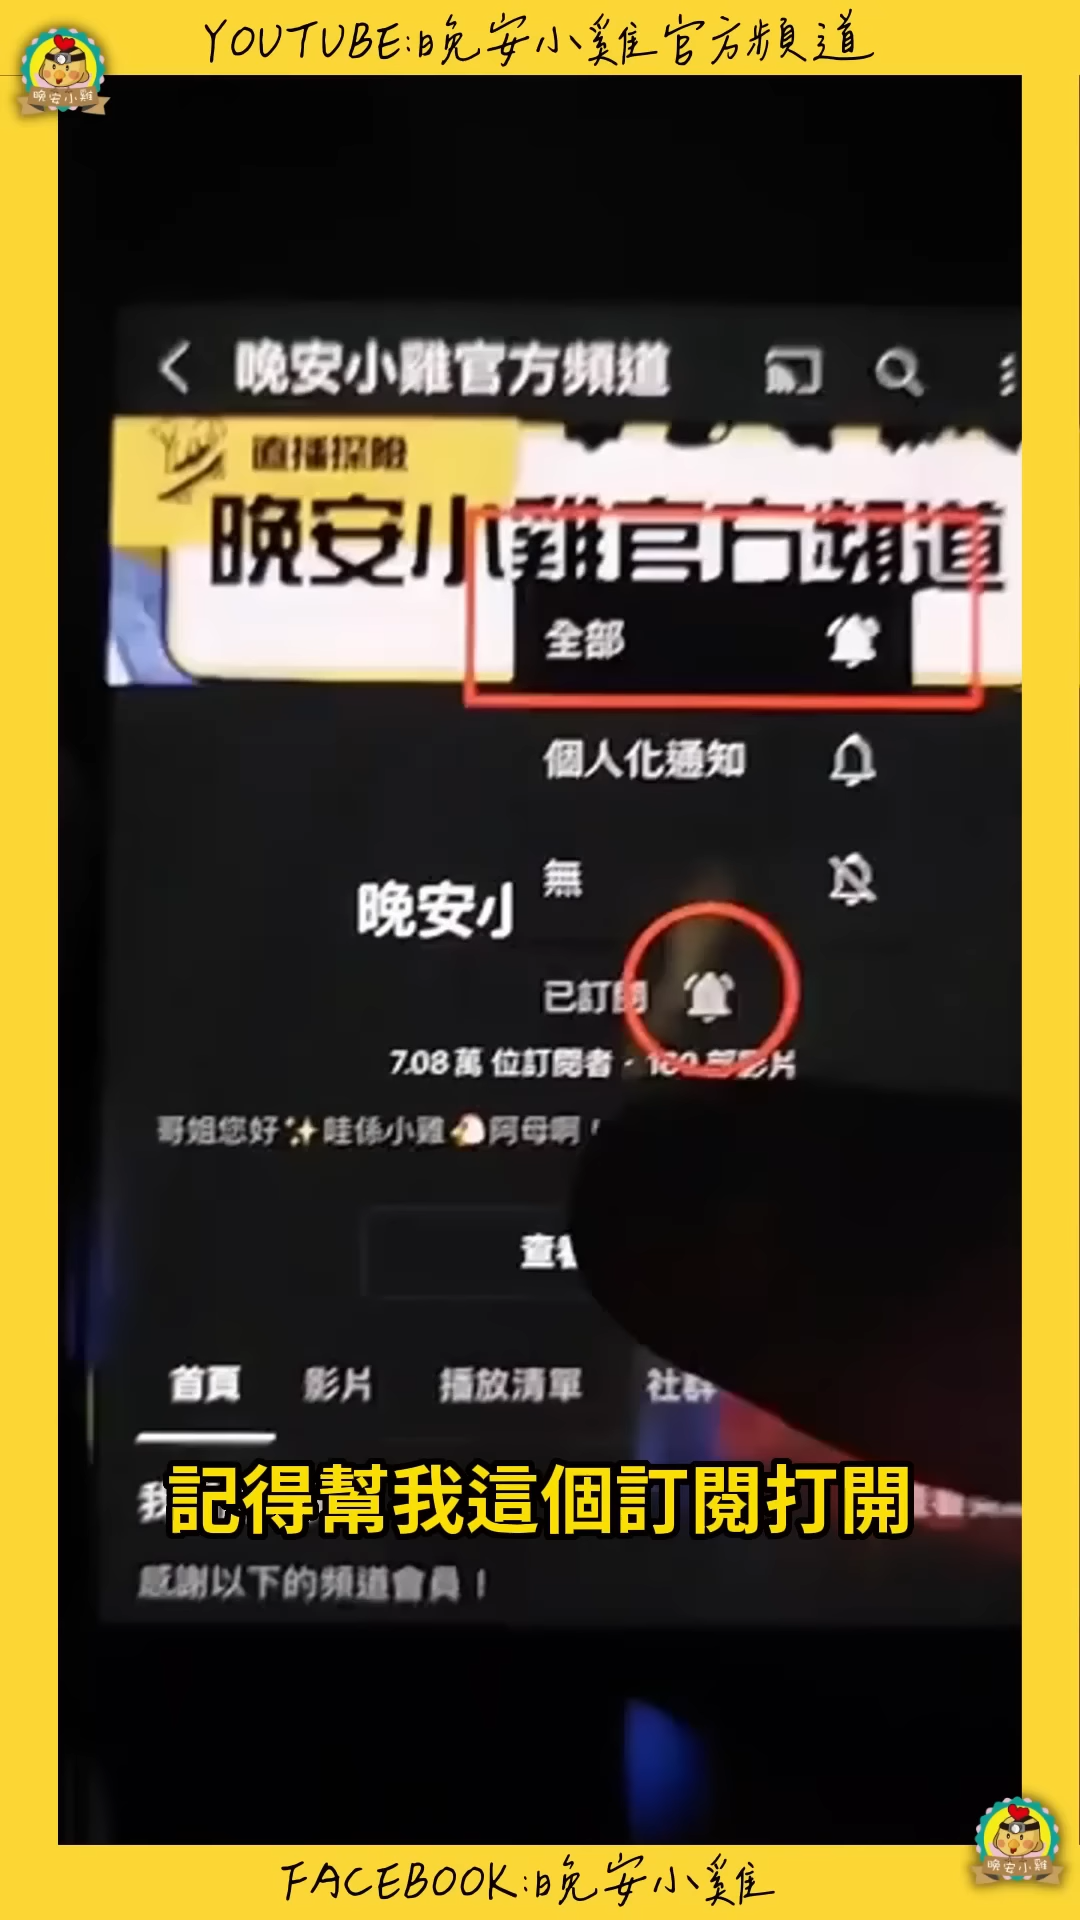 YOUTUBE:晚安小雞官方頻道
晚安小雞
晚安小雞官方頻道
直播探險
晚安小雞官方頻道
全部
個人化通知
無
晚安小
已訂閱
7.08萬 位訂閱者
部影片
哥姐您好✨哇係小雞🐔阿母啊！
首頁 影片 播放清單 社群
我
記得幫我這個訂閱打開
感謝以下的頻道會員！
晚安小雞
FACEBOOK:晚安小雞